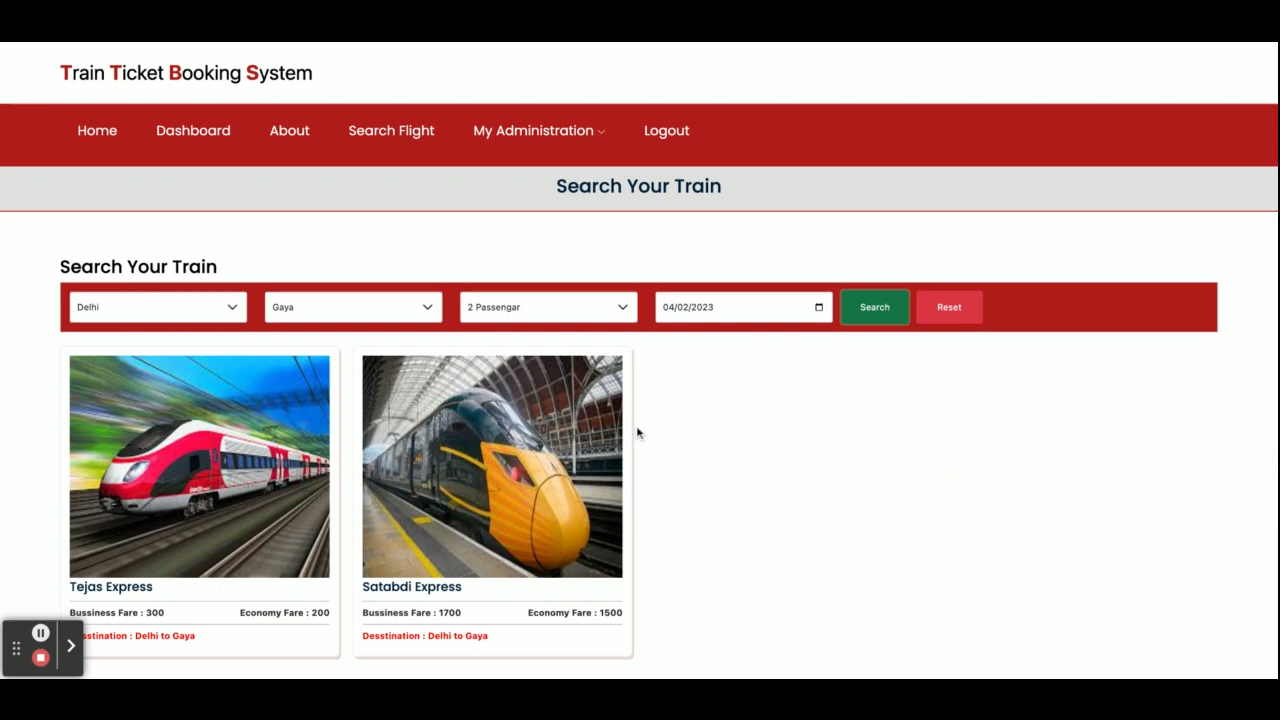 Train Ticket Booking System
Home Dashboard About Search Flight My Administration Logout
Search Your Train
Search Your Train
Delhi Gaya 2 Passengar 04/02/2023 Search Reset
Tejas Express Satabdi Express
Bussiness Fare : 300 Economy Fare : 200 Bussiness Fare : 1700 Economy Fare : 1500
stination : Delhi to Gaya Desstination : Delhi to Gaya